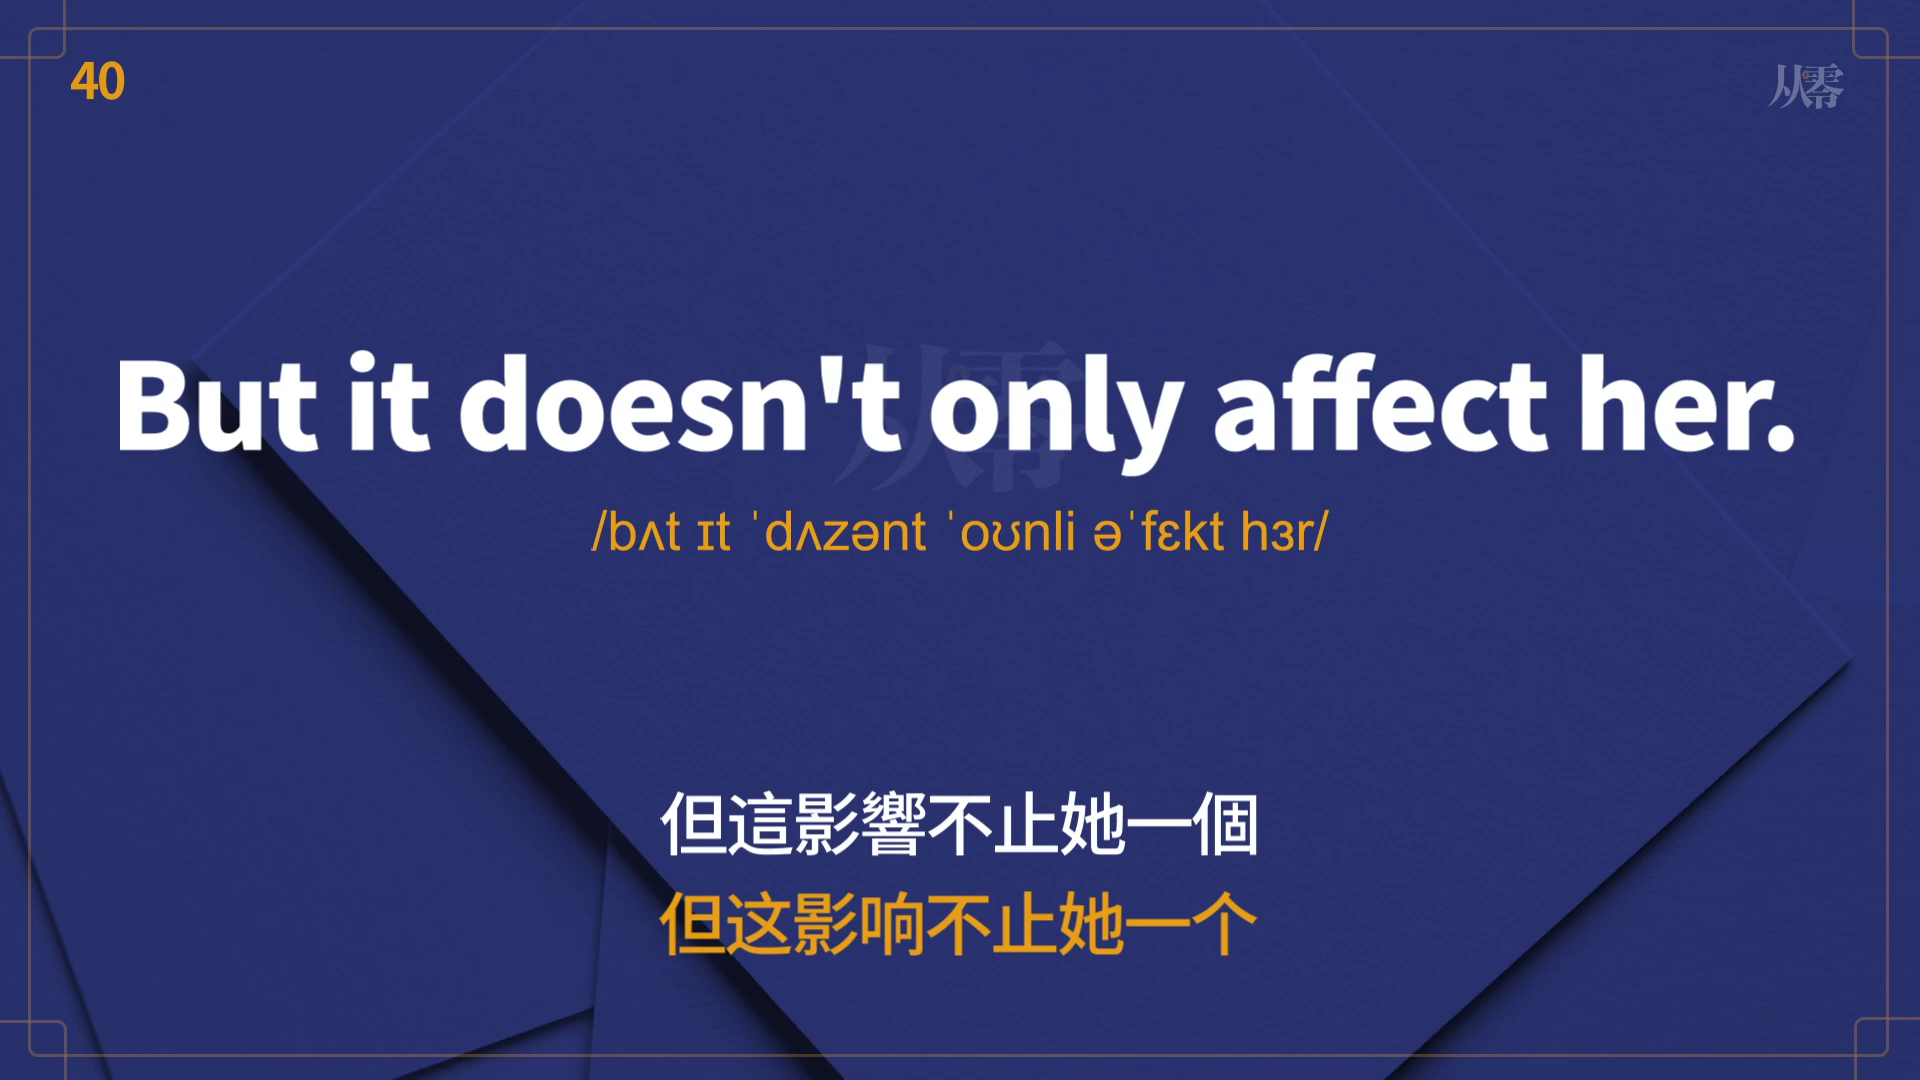 40
从零
But it doesn't only affect her.
/bʌt ɪt ˈdʌzənt ˈoʊnli əˈfɛkt hɜr/
但這影響不止她一個
但这影响不止她一个